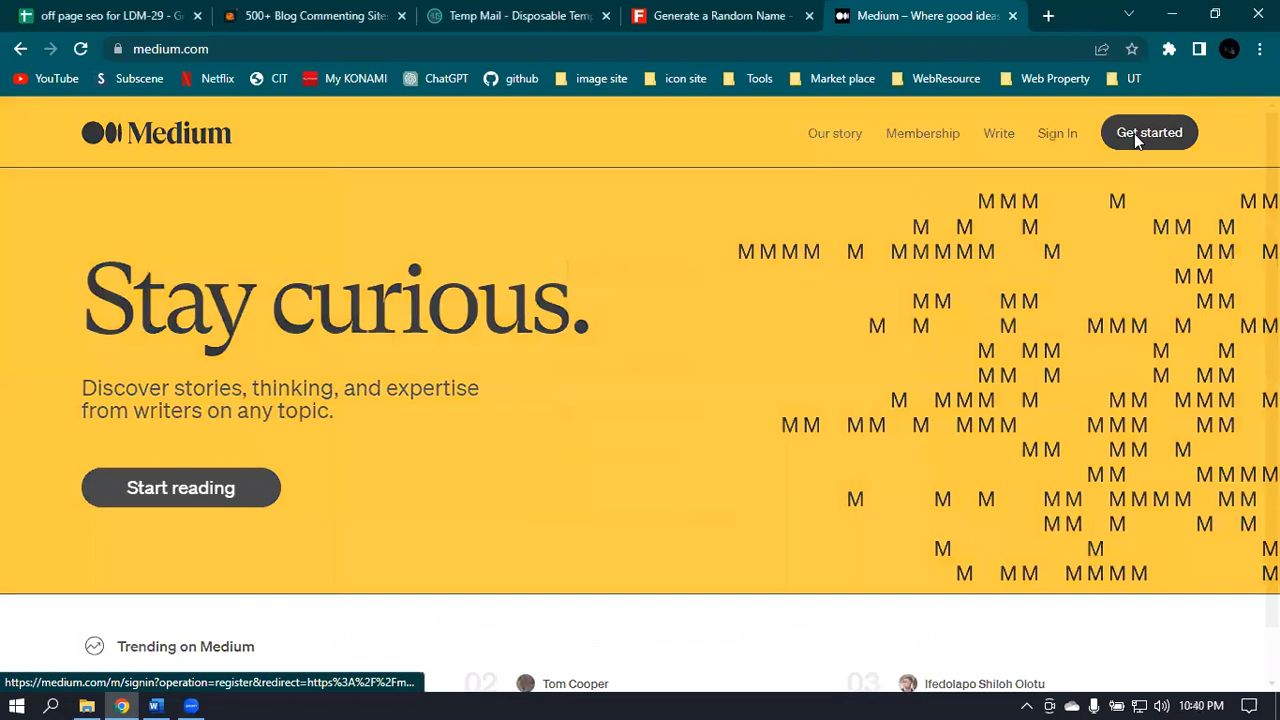 off page seo for LDM-29 - G
500+ Blog Commenting Site
Temp Mail - Disposable Tem
Generate a Random Name -
Medium – Where good ideas
medium.com
YouTube
Subscene
Netflix
CIT
My KONAMI
ChatGPT
github
image site
icon site
Tools
Market place
WebResource
Web Property
UT
Medium
Our story
Membership
Write
Sign In
Get started
Stay curious.
Discover stories, thinking, and expertise
from writers on any topic.
Start reading
M M M M M M
M M M M M M
M M M M M M M M M M M M M M
M M
M M M M M M
M M M M M M M M M
M M M M M
M M M M M M
M M M M M M M M M M M
M M M M M M M M M M M M M
M M M M M
M M M M M M
M M M M M M M M M M M
M M M M M
M M M
M M M M M M M M
Trending on Medium
02
Tom Cooper
03
Ifedolapo Shiloh Olotu
https://medium.com/m/signin?operation=register&redirect=https%3A%2F%2Fm...
10:40 PM